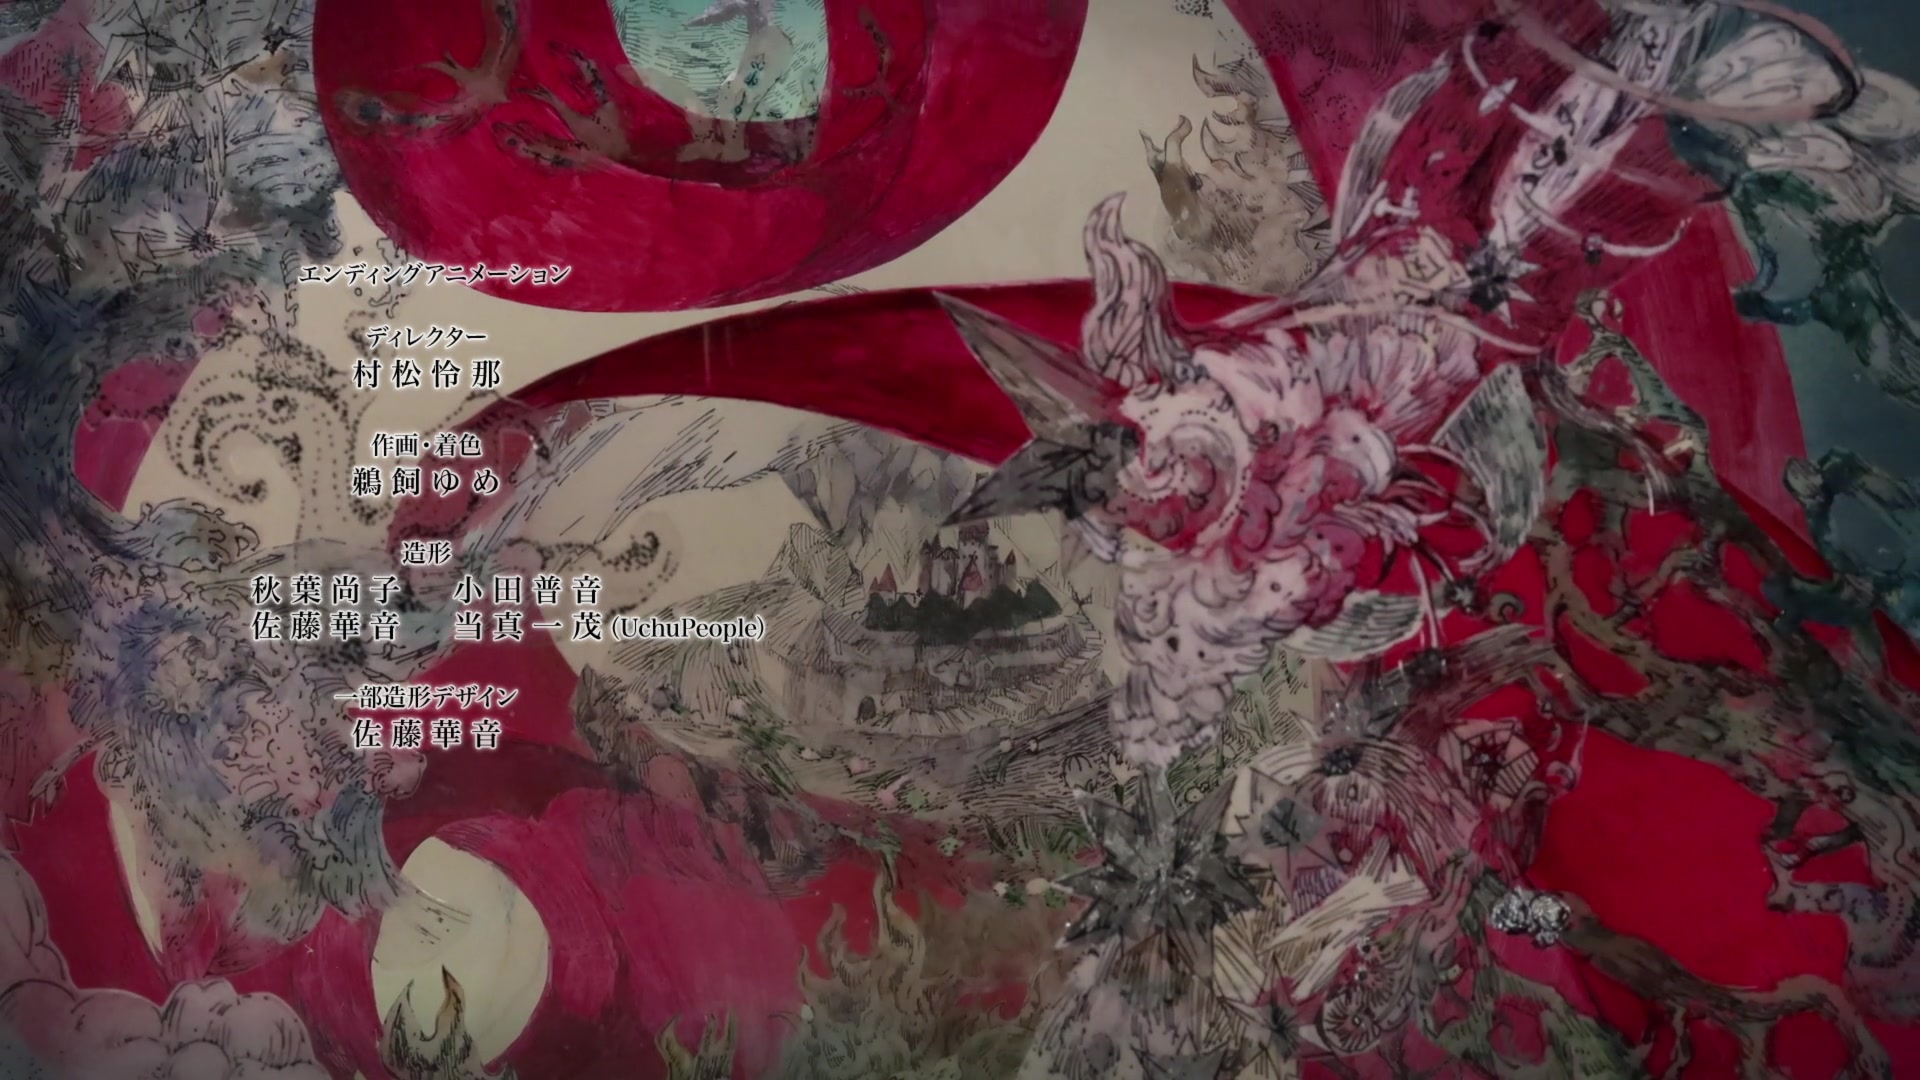 エンディングアニメーション
ディレクター
村松怜那
作画・着色
鵜飼ゆめ
造形
秋葉尚子　小田普音
佐藤華音　当真一茂(UchuPeople)
一部造形デザイン
佐藤華音